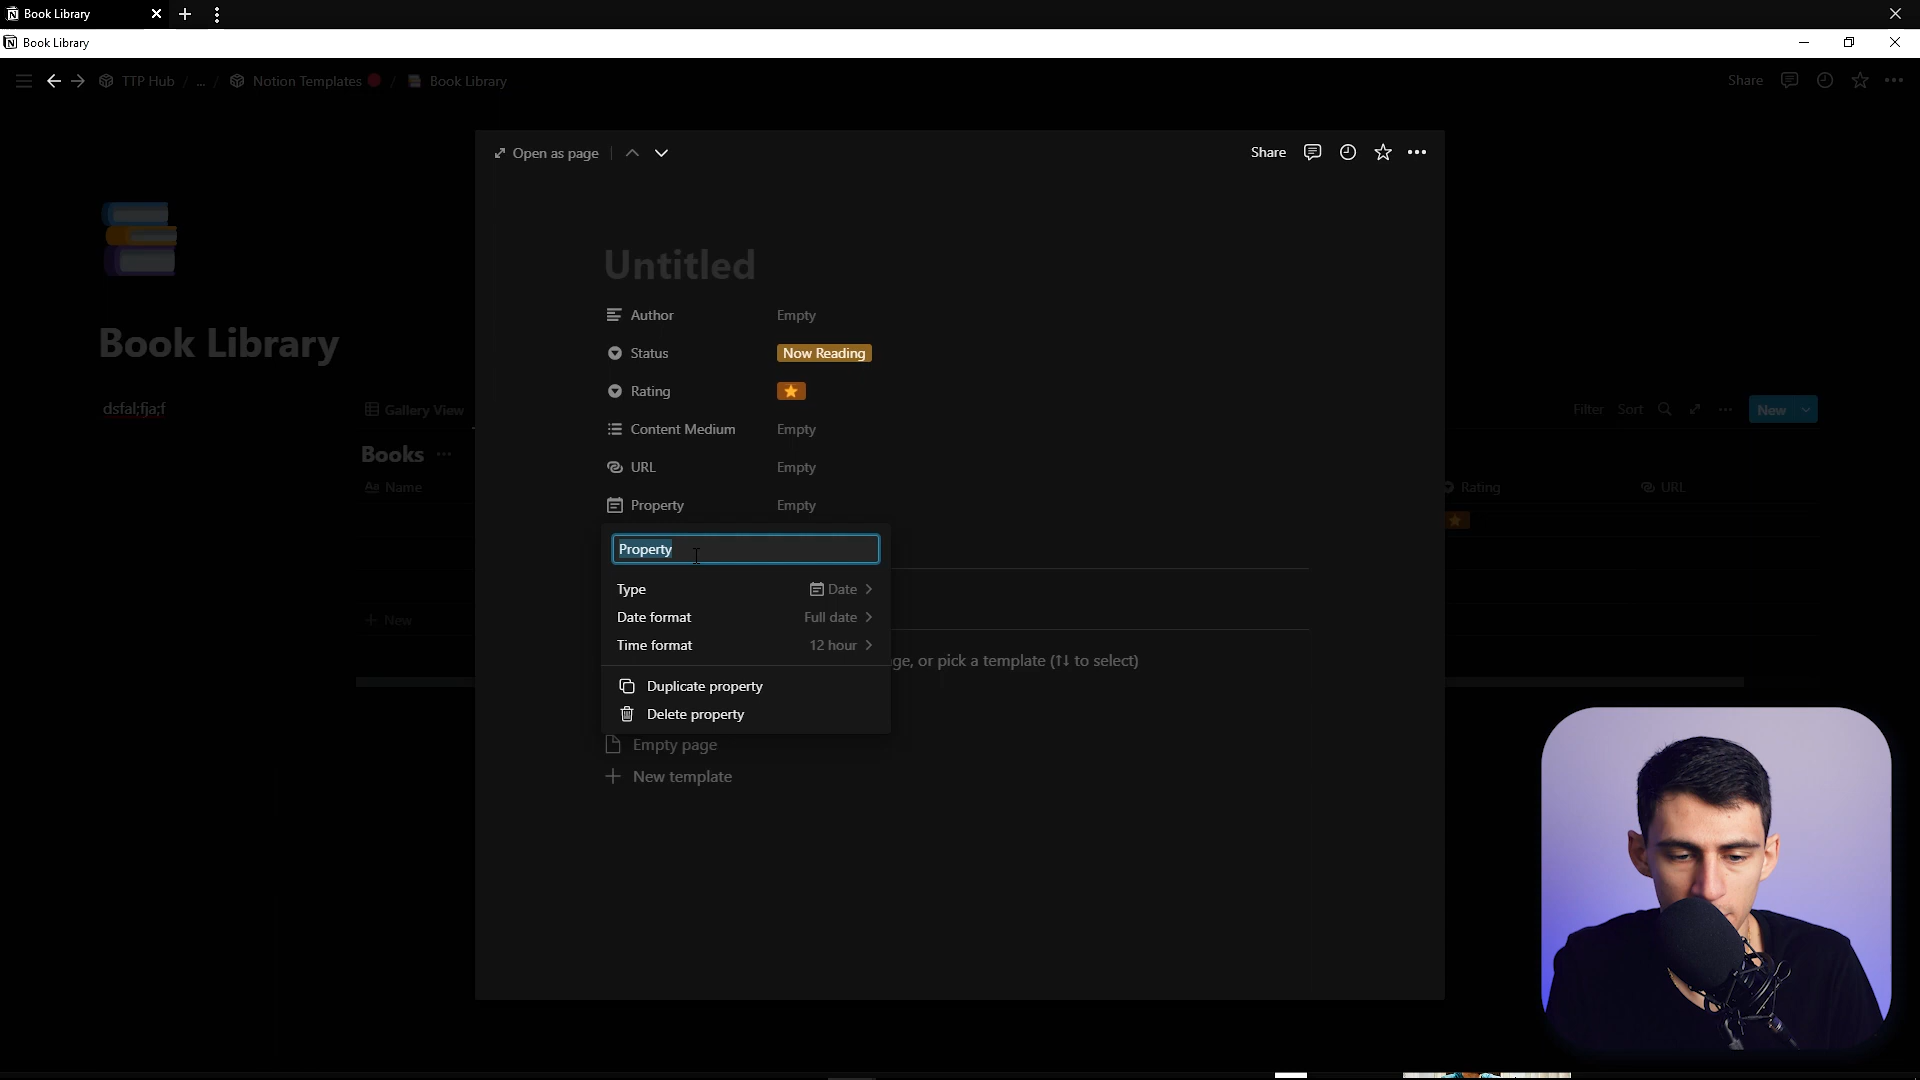 Book Library
Book Library
TTP Hub / ... / Notion Templates / Book Library
Share
Open as page
Share
Untitled
Author Empty
Status Now Reading
Rating
Content Medium Empty
URL Empty
Property Empty
Property
Type Date
Date format Full date
Time format 12 hour
Duplicate property
Delete property
ge, or pick a template (↑↓ to select)
Empty page
New template
Book Library
dsfal;fja;f
Gallery View
Filter Sort New
Books
Aa Name Rating URL
+ New